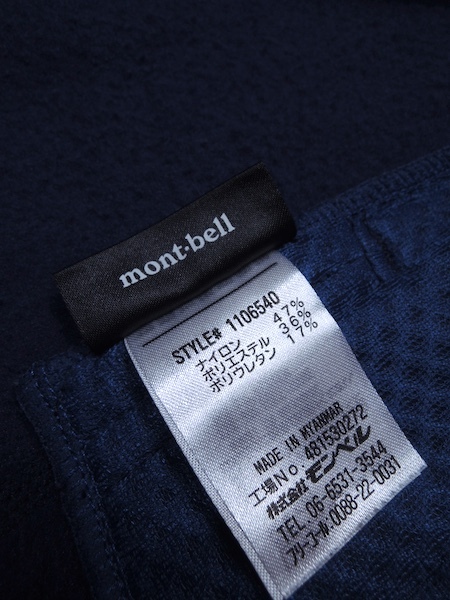 mont-bell
STYLE# 1106540
ナイロン 47%
ポリエステル 36%
ポリウレタン 17%
MADE IN MYANMAR
工場No 481530272
株式会社モンベル
TEL. 06-6531-3544
フリーコール 0088-22-0031